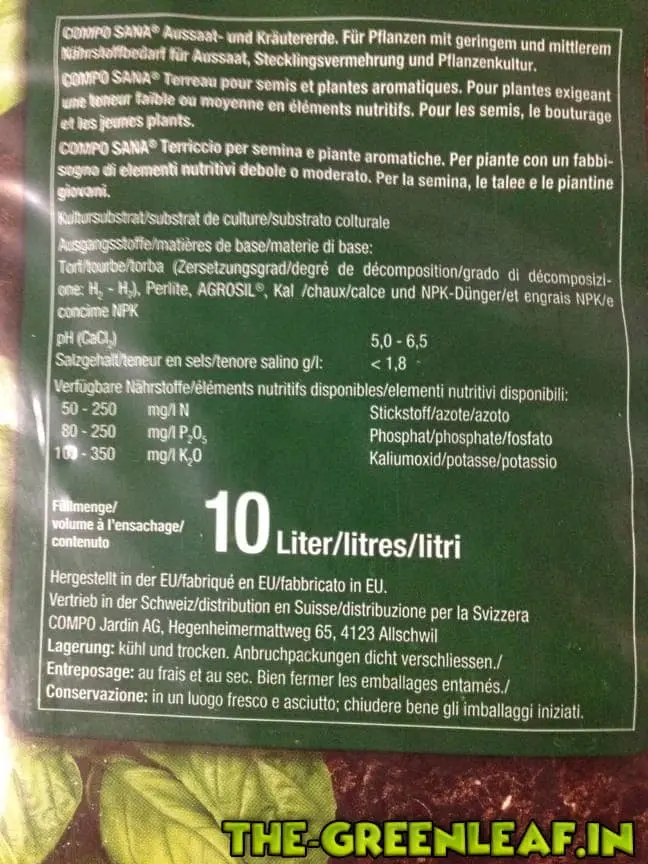 COMPO SANA® Aussaat- und Kräutererde. Für Pflanzen mit geringem und mittlerem
Nährstoffbedarf für Aussaat, Stecklingsvermehrung und Pflanzenkultur.
COMPO SANA® Terreau pour semis et plantes aromatiques. Pour plantes exigeant
une teneur faible ou moyenne en éléments nutritifs. Pour les semis, le bouturage
et les jeunes plants.
COMPO SANA® Terriccio per semina e piante aromatiche. Per piante con un fabbi-
sogno di elementi nutritivi debole o moderato. Per la semina, le talee e le piantine
giovani.
Kultursubstrat/substrat de culture/substrato colturale
Ausgangsstoffe/matières de base/materie di base:
Torf/tourbe/torba (Zersetzungsgrad/degré de décomposition/grado di décomposizi-
one: H₂ - H₇), Perlite, AGROSIL®, Kal /chaux/calce und NPK-Dünger/et engrais NPK/e
concime NPK
pH (CaCl₂) 5,0 - 6,5
Salzgehalt/teneur en sels/tenore salino g/l: < 1,8
Verfügbare Nährstoffe/éléments nutritifs disponibles/elementi nutritivi disponibili:
50 - 250 mg/l N Stickstoff/azote/azoto
80 - 250 mg/l P₂O₅ Phosphat/phosphate/fosfato
100 - 350 mg/l K₂O Kaliumoxid/potasse/potassio
Füllmenge/
volume à l'ensachage/
contenuto
10 Liter/litres/litri
Hergestellt in der EU/fabriqué en EU/fabbricato in EU.
Vertrieb in der Schweiz/distribution en Suisse/distribuzione per la Svizzera
COMPO Jardin AG, Hegenheimermattweg 65, 4123 Allschwil
Lagerung: kühl und trocken. Anbruchpackungen dicht verschliessen./
Entreposage: au frais et au sec. Bien fermer les emballages entamés./
Conservazione: in un luogo fresco e asciutto; chiudere bene gli imballaggi iniziati.
THE-GREENLEAF.IN